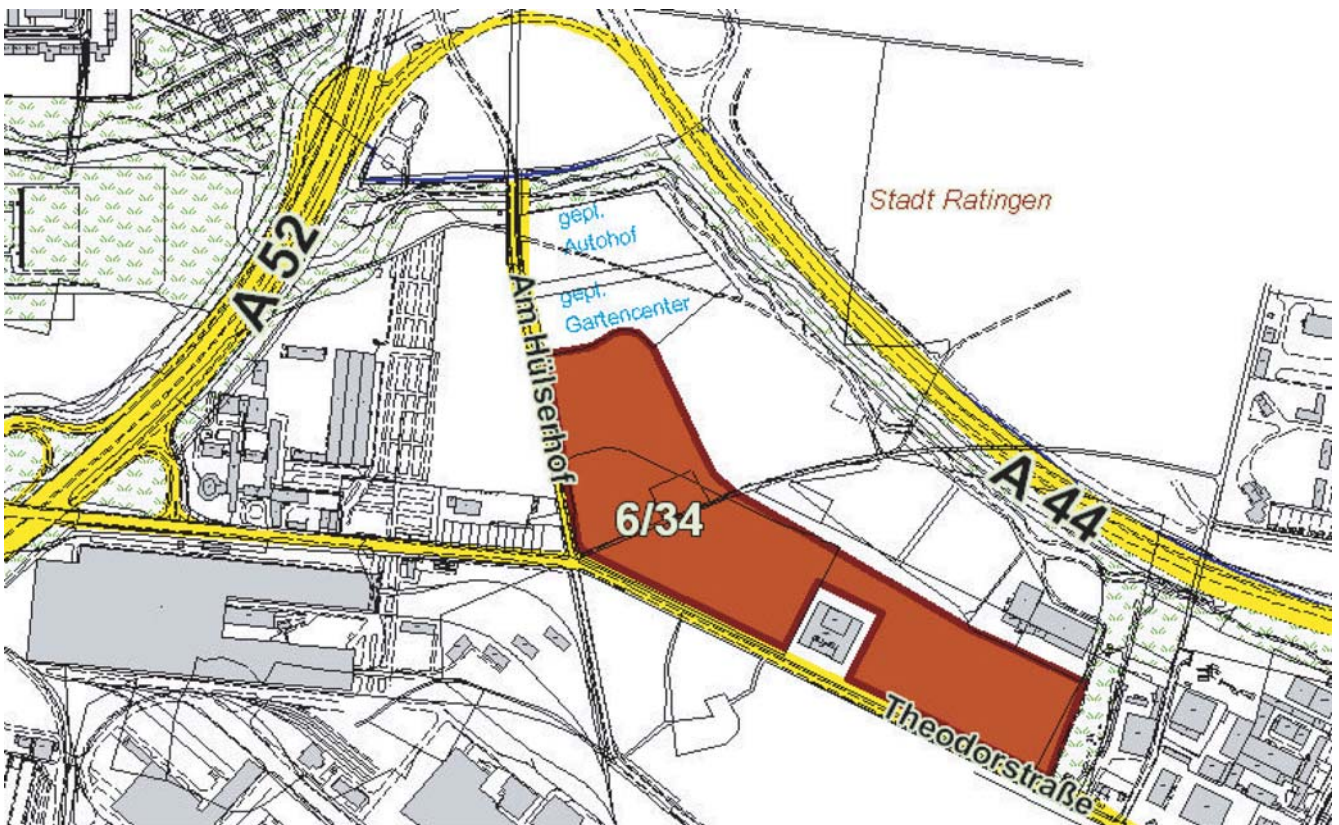 Stadt Ratingen
gepl.
Autohof
A 52
gepl.
Gartencenter
Am Hülserhof
A 44
6/34
Theodorstraße